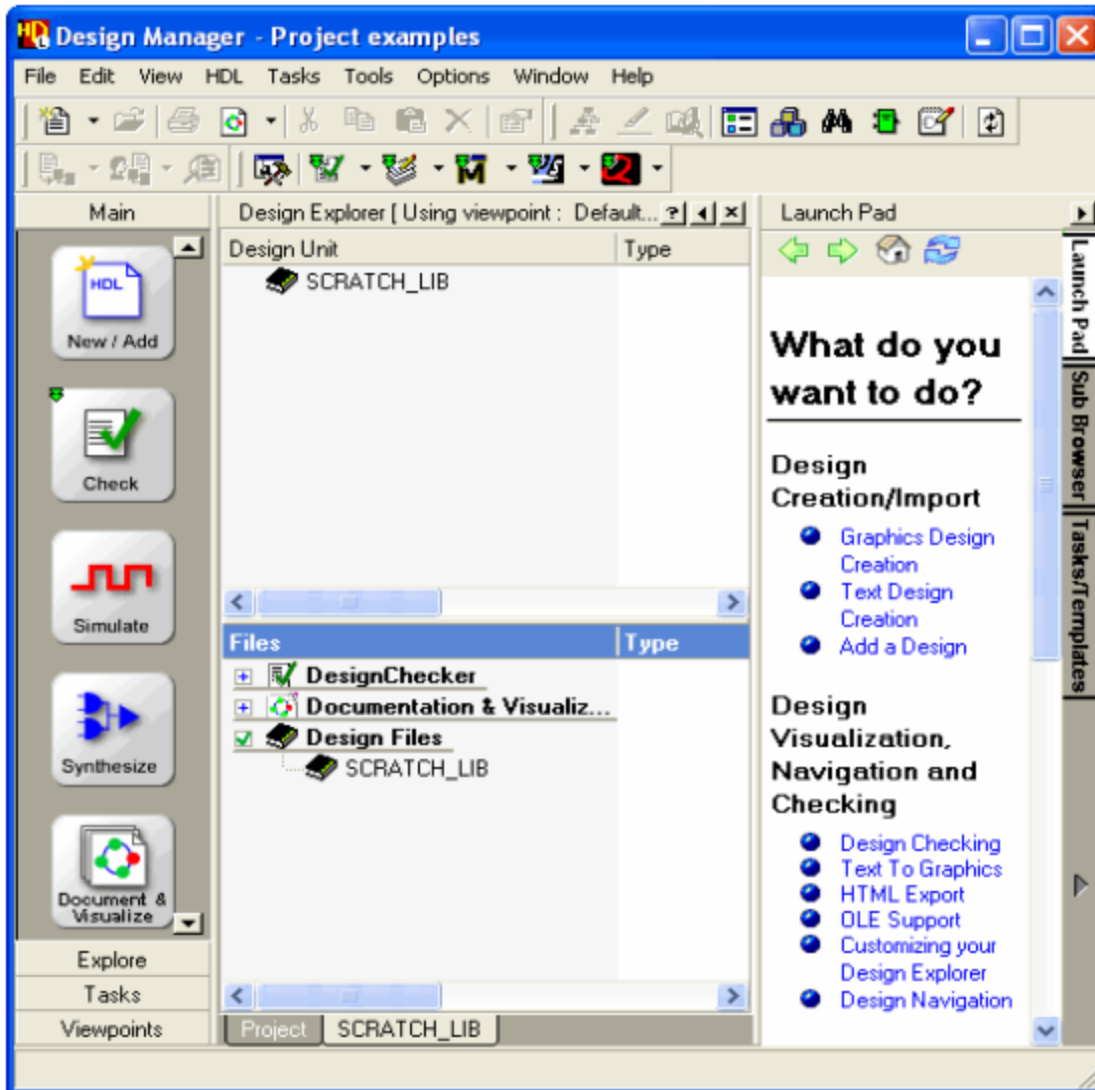 Design Manager - Project examples
File Edit View HDL Tasks Tools Options Window Help
Main
HDL
New / Add
Check
Simulate
Synthesize
Document &
Visualize
Explore
Tasks
Viewpoints
Design Explorer [ Using viewpoint : Default...
Design Unit Type
SCRATCH_LIB
Files Type
DesignChecker
Documentation & Visualiz...
Design Files
SCRATCH_LIB
Project SCRATCH_LIB
Launch Pad
What do you
want to do?
Design
Creation/Import
Graphics Design
Creation
Text Design
Creation
Add a Design
Design
Visualization,
Navigation and
Checking
Design Checking
Text To Graphics
HTML Export
OLE Support
Customizing your
Design Explorer
Design Navigation
Launch Pad
Sub Browser
Tasks/Templates